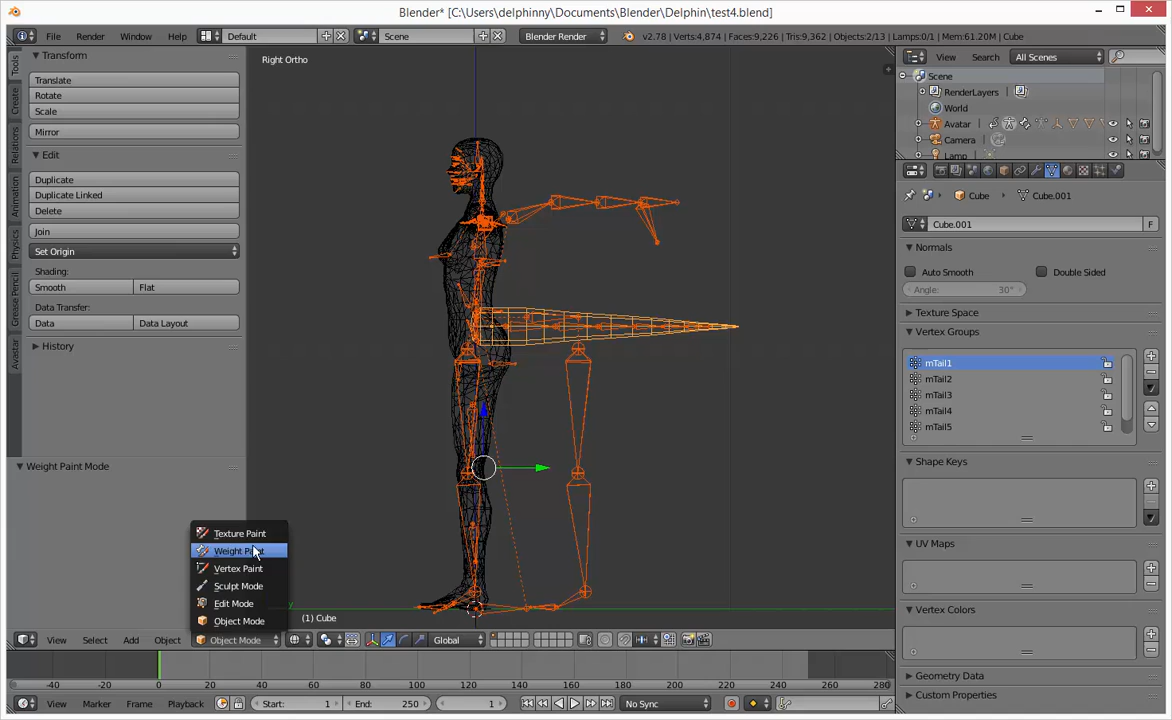 Blender* [C:\Users\delphinny\Documents\Blender\Delphin\test4.blend]
File Render Window Help Default Scene Blender Render v2.78 | Verts:4,874 | Faces:9,226 | Tris:9,362 | Objects:2/13 | Lamps:0/1 | Mem:61.20M | Cube
Tools
Create
Relations
Animation
Physics
Grease Pencil
Avastar
Transform
Translate
Rotate
Scale
Mirror
Edit
Duplicate
Duplicate Linked
Delete
Join
Set Origin
Shading:
Smooth Flat
Data Transfer:
Data Data Layout
History
Weight Paint Mode
Right Ortho
Texture Paint
Weight Paint
Vertex Paint
Sculpt Mode
Edit Mode
Object Mode
y
(1) Cube
View Select Add Object Object Mode Global
-40 -20 0 20 40 60 80 100 120 140 160 180 200 220 240 260 280
View Marker Frame Playback Start: 1 End: 250 1 No Sync
View Search All Scenes
Scene
RenderLayers
World
Avatar
Camera
Lamp
Cube Cube.001
Cube.001 F
Normals
Auto Smooth Double Sided
Angle: 30°
Texture Space
Vertex Groups
mTail1
mTail2
mTail3
mTail4
mTail5
Shape Keys
UV Maps
Vertex Colors
Geometry Data
Custom Properties